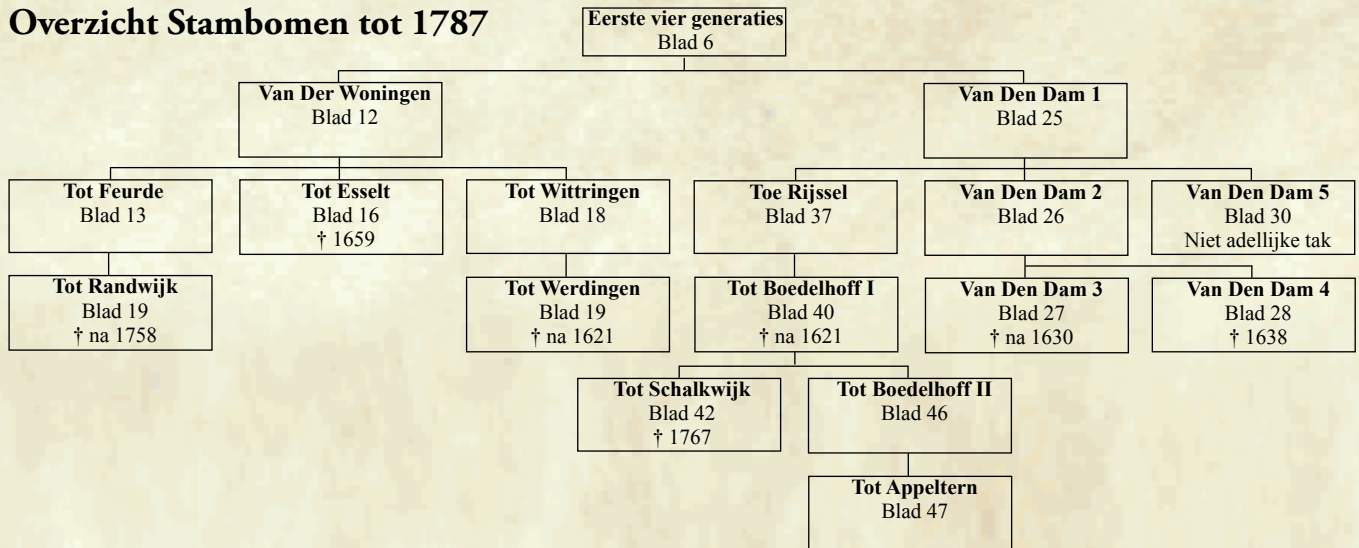 Overzicht Stambomen tot 1787
Eerste vier generaties
Blad 6
Van Der Woningen
Blad 12
Van Den Dam 1
Blad 25
Tot Feurde
Blad 13
Tot Esselt
Blad 16
† 1659
Tot Wittringen
Blad 18
Toe Rijssel
Blad 37
Van Den Dam 2
Blad 26
Van Den Dam 5
Blad 30
Niet adellijke tak
Tot Randwijk
Blad 19
† na 1758
Tot Werdingen
Blad 19
† na 1621
Tot Boedelhoff I
Blad 40
† na 1621
Van Den Dam 3
Blad 27
† na 1630
Van Den Dam 4
Blad 28
† 1638
Tot Schalkwijk
Blad 42
† 1767
Tot Boedelhoff II
Blad 46
Tot Appeltern
Blad 47